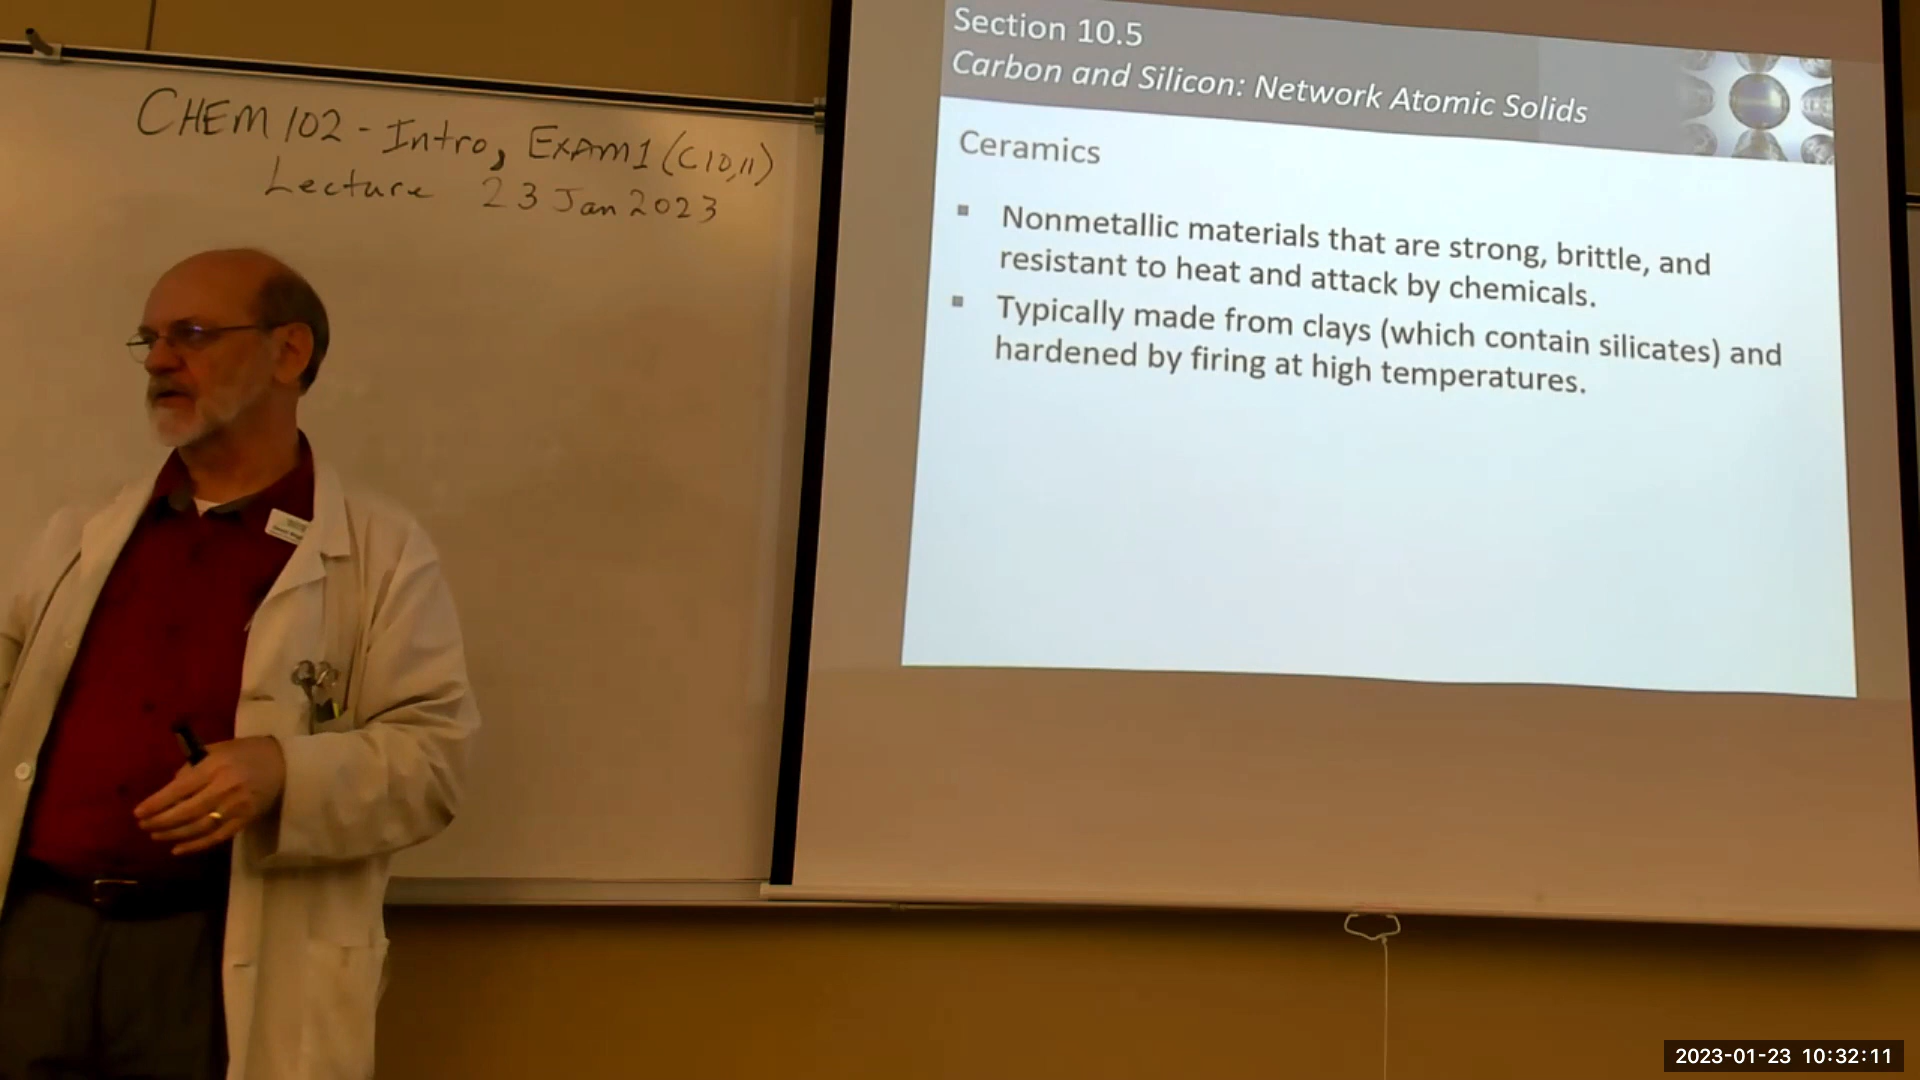 CHEM 102 - Intro, EXAM 1 (C10,11)
Lecture 23 Jan 2023
Section 10.5
Carbon and Silicon: Network Atomic Solids
Ceramics
▪ Nonmetallic materials that are strong, brittle, and
resistant to heat and attack by chemicals.
▪ Typically made from clays (which contain silicates) and
hardened by firing at high temperatures.
2023-01-23 10:32:11